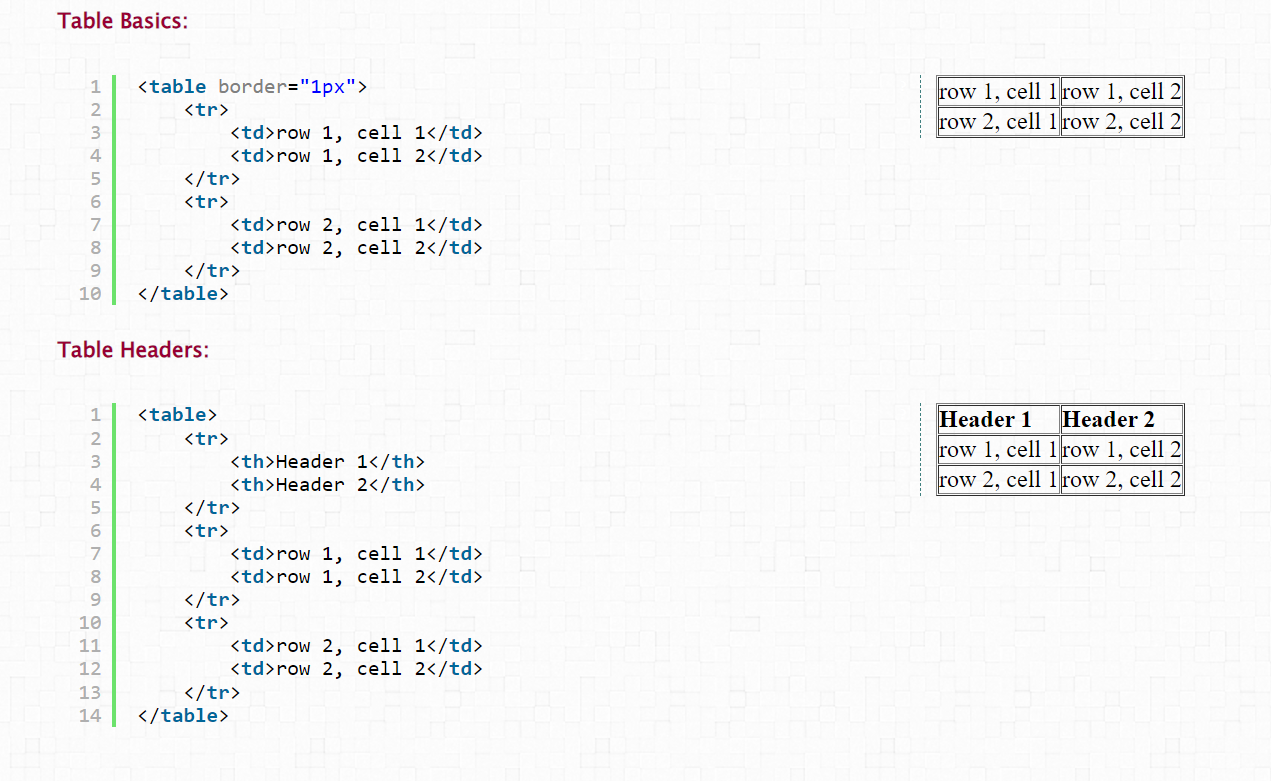 Table Basics:
1 <table border="1px">
2 <tr>
3 <td>row 1, cell 1</td>
4 <td>row 1, cell 2</td>
5 </tr>
6 <tr>
7 <td>row 2, cell 1</td>
8 <td>row 2, cell 2</td>
9 </tr>
10 </table>
row 1, cell 1 row 1, cell 2
row 2, cell 1 row 2, cell 2
Table Headers:
1 <table>
2 <tr>
3 <th>Header 1</th>
4 <th>Header 2</th>
5 </tr>
6 <tr>
7 <td>row 1, cell 1</td>
8 <td>row 1, cell 2</td>
9 </tr>
10 <tr>
11 <td>row 2, cell 1</td>
12 <td>row 2, cell 2</td>
13 </tr>
14 </table>
Header 1 Header 2
row 1, cell 1 row 1, cell 2
row 2, cell 1 row 2, cell 2